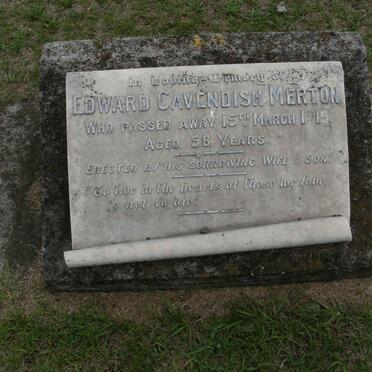 In Loving Memory of
EDWARD CAVENDISH MERTON
WHO PASSED AWAY 15TH MARCH
AGED 58 YEARS.
ERECTED BY HIS SORROWING WIFE & SON.
"To live in the hearts of those we love
Is not to die."